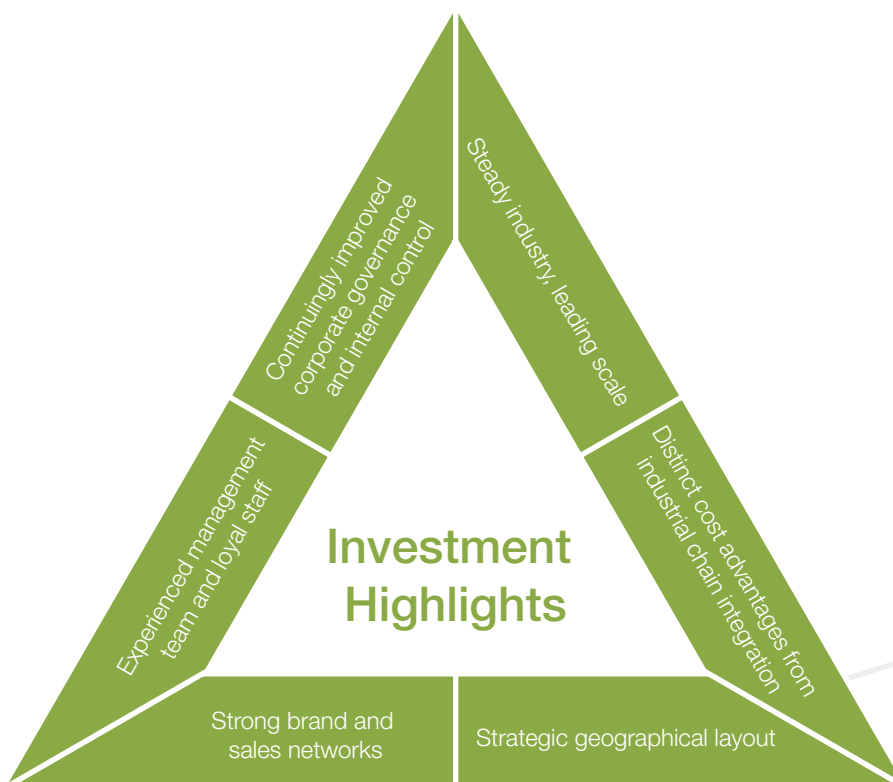 Continuingly improved
corporate governance
and internal control
Steady industry, leading scale
Experienced management
team and loyal staff
Distinct cost advantages from
industrial chain integration
Investment
Highlights
Strong brand and
sales networks
Strategic geographical layout